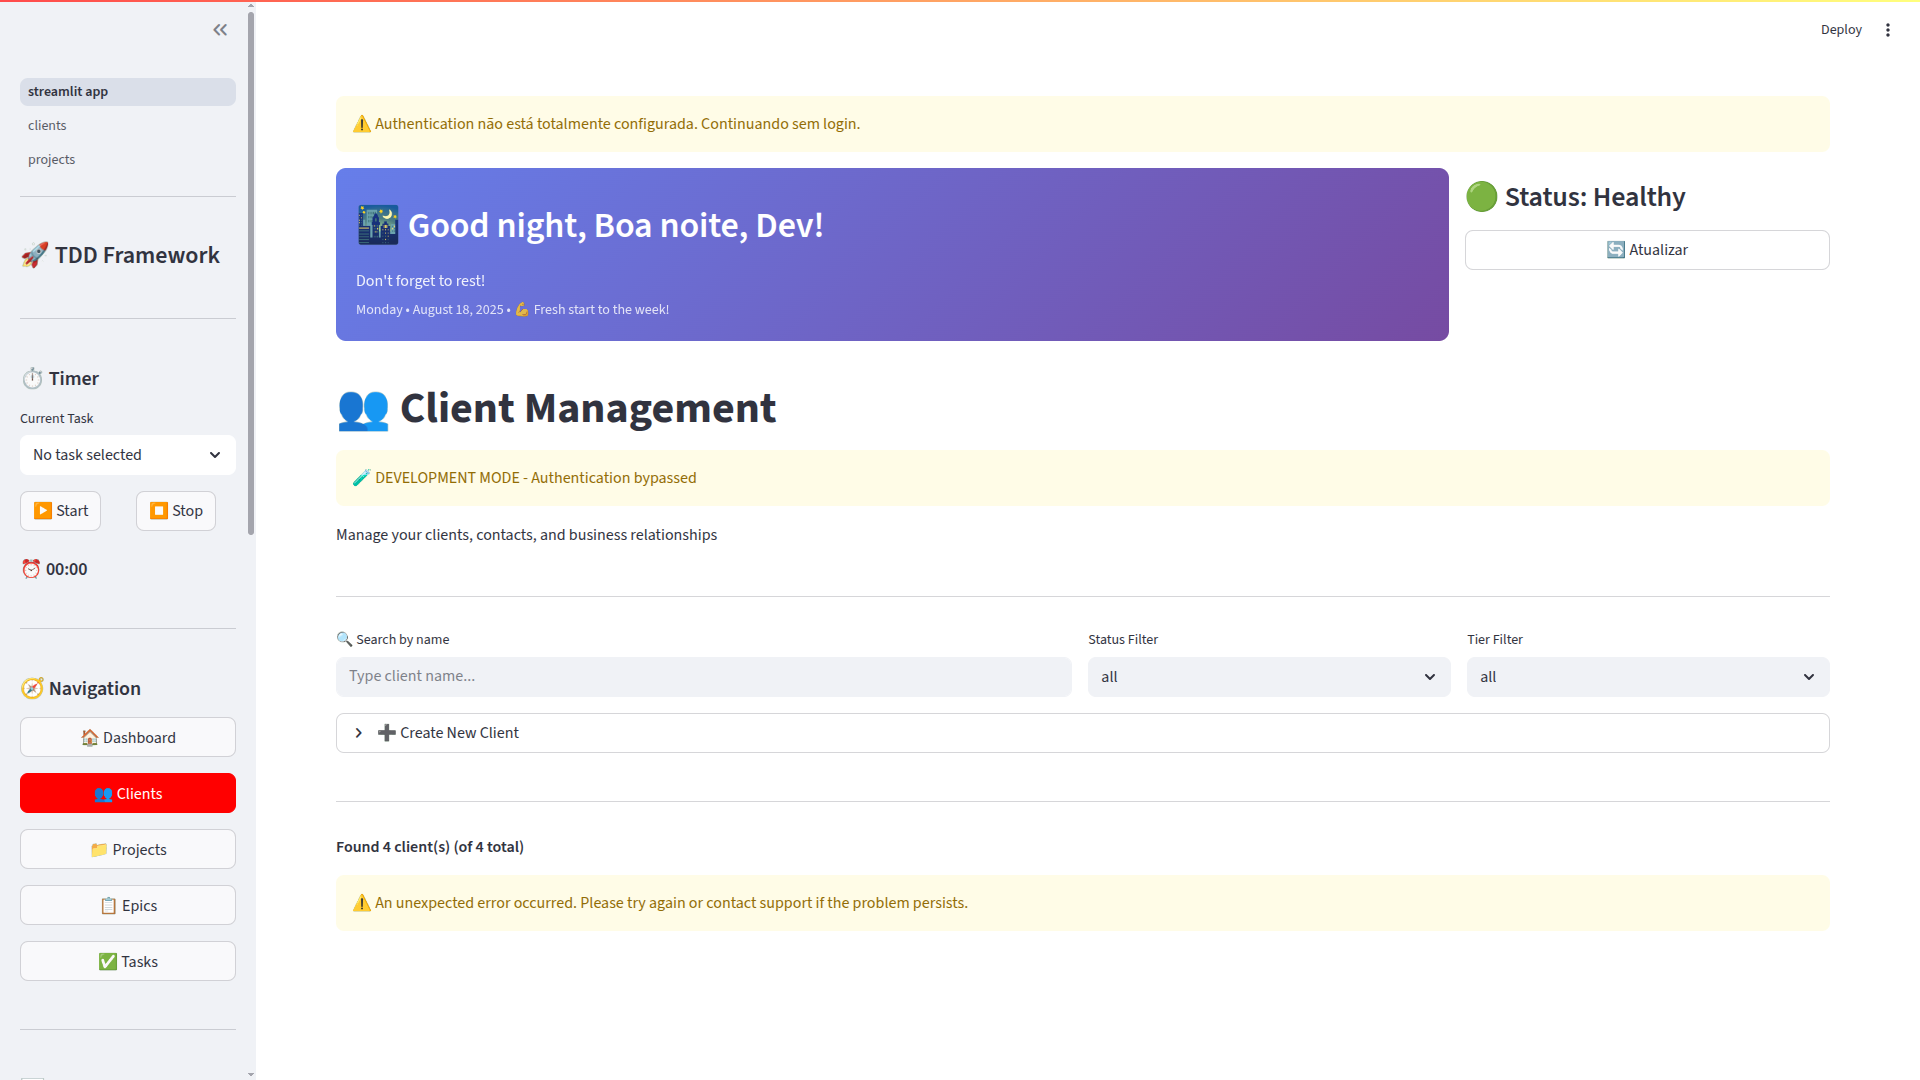 streamlit app
clients
projects
🚀 TDD Framework
⏱️ Timer
Current Task
No task selected
▶️ Start
⏹️ Stop
⏰ 00:00
🧭 Navigation
🏠 Dashboard
👥 Clients
📁 Projects
📋 Epics
✅ Tasks
Deploy
⚠️ Authentication não está totalmente configurada. Continuando sem login.
🌃 Good night, Boa noite, Dev!
Don't forget to rest!
Monday • August 18, 2025 • 💪 Fresh start to the week!
🟢 Status: Healthy
🔄 Atualizar
👥 Client Management
🧪 DEVELOPMENT MODE - Authentication bypassed
Manage your clients, contacts, and business relationships
🔍 Search by name
Type client name...
Status Filter
all
Tier Filter
all
➕ Create New Client
Found 4 client(s) (of 4 total)
⚠️ An unexpected error occurred. Please try again or contact support if the problem persists.